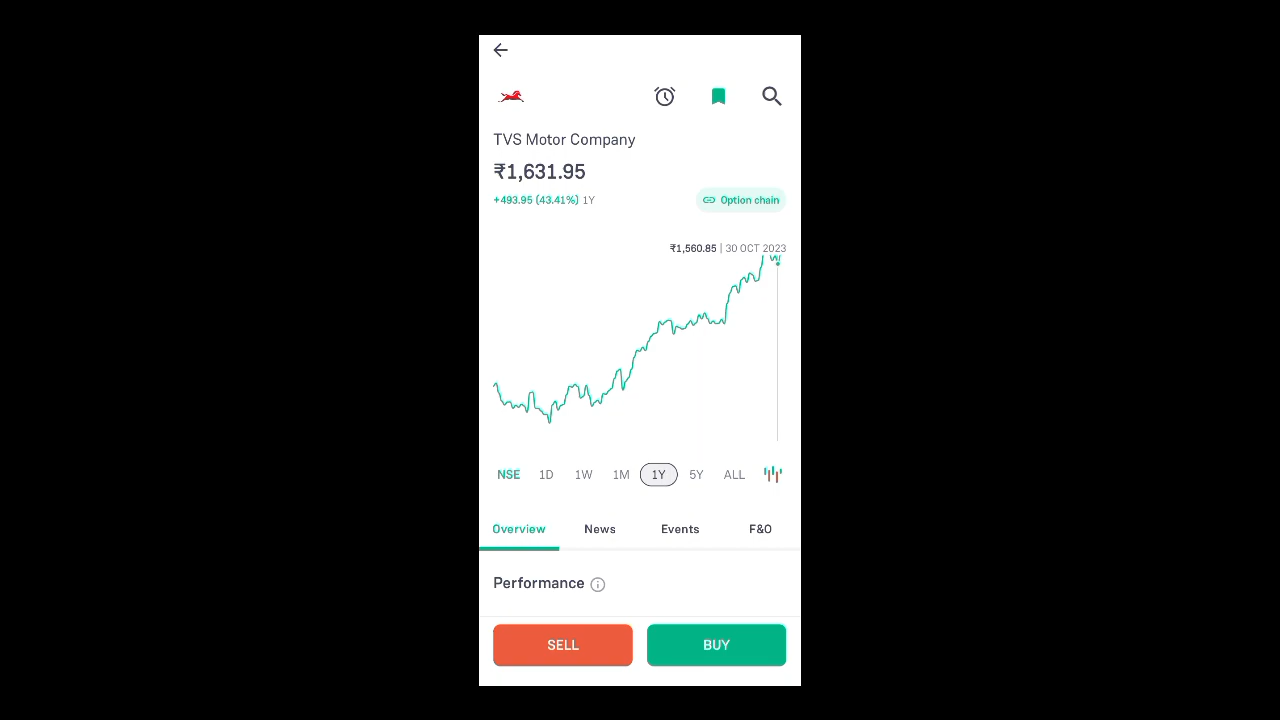 TVS Motor Company
₹1,631.95
+493.95 (43.41%) 1Y
Option chain
₹1,560.85 | 30 OCT 2023
NSE 1D 1W 1M 1Y 5Y ALL
Overview News Events F&O
Performance
SELL BUY